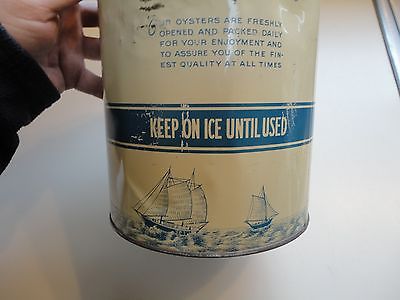 OUR OYSTERS ARE FRESHLY
OPENED AND PACKED DAILY
FOR YOUR ENJOYMENT AND
TO ASSURE YOU OF THE FIN-
EST QUALITY AT ALL TIMES
KEEP ON ICE UNTIL USED